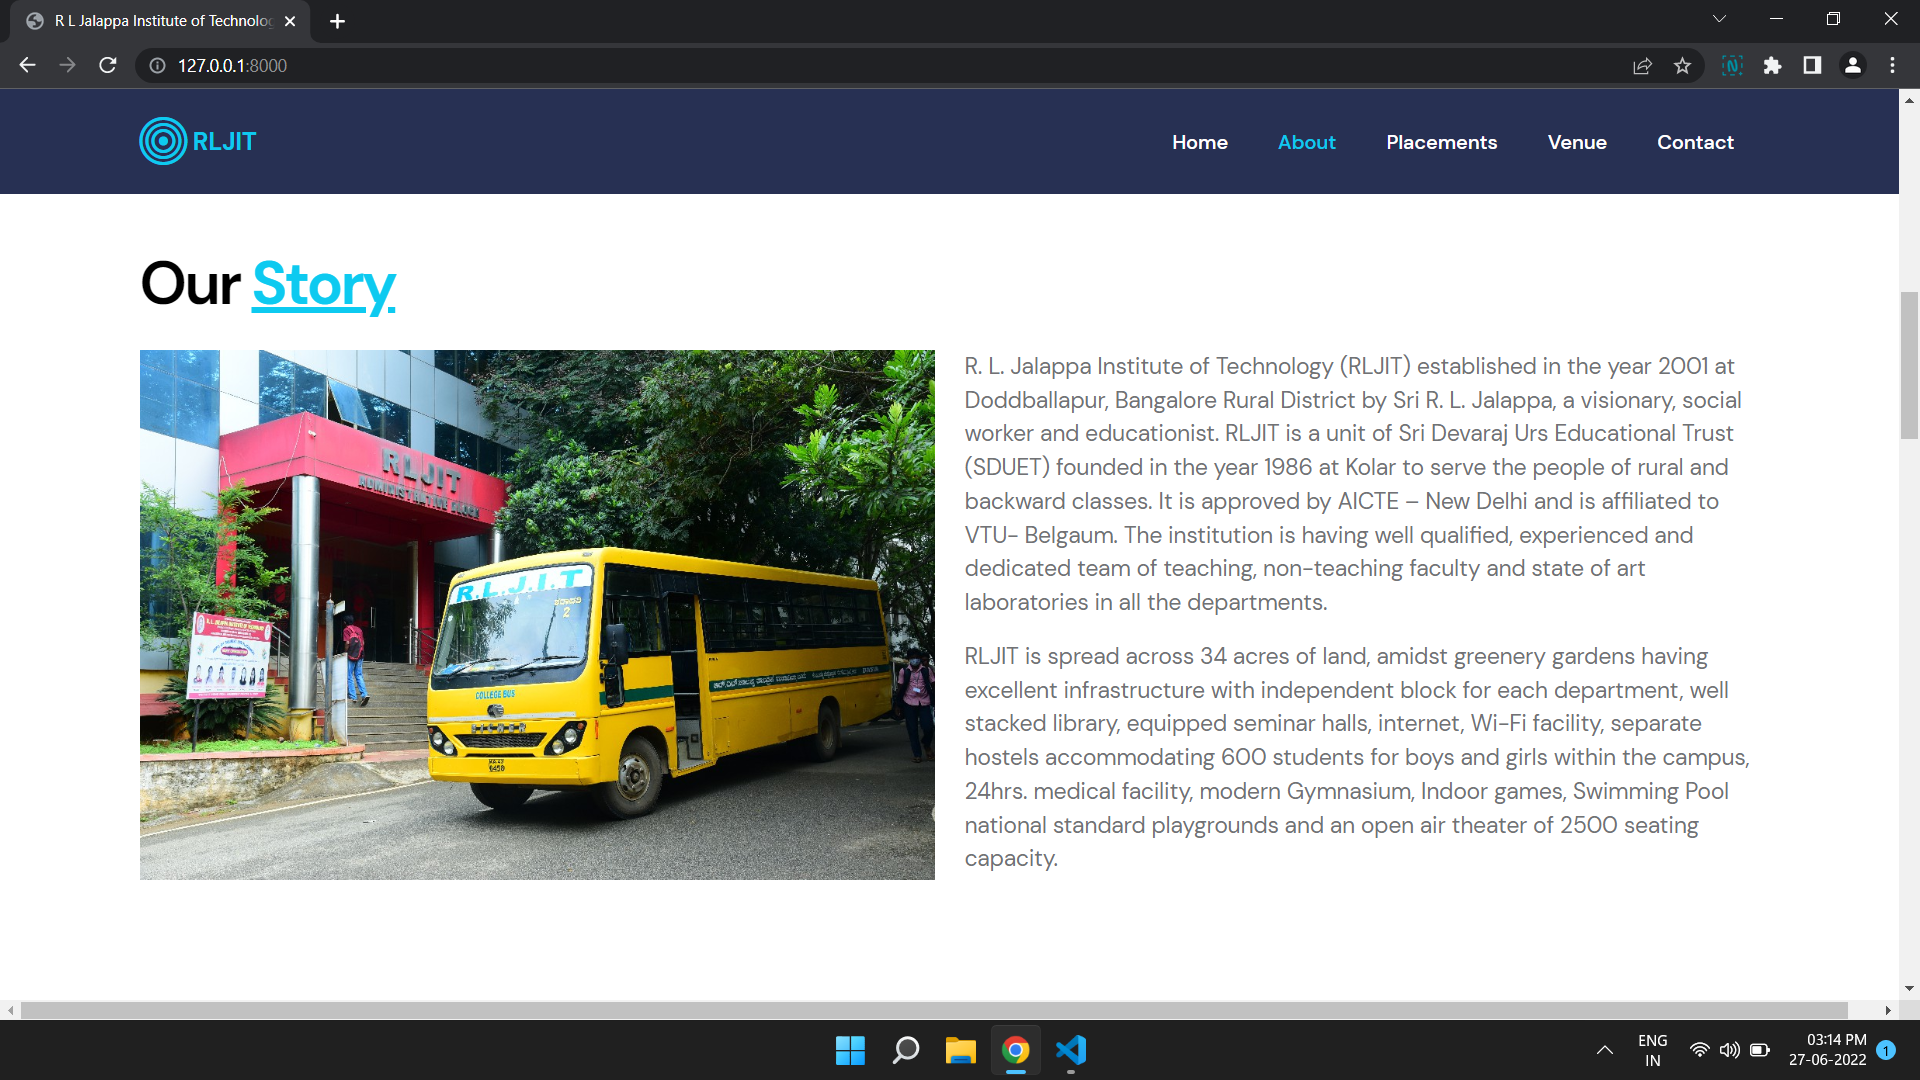 R L Jalappa Institute of Technolog
127.0.0.1:8000
RLJIT
Home
About
Placements
Venue
Contact
Our Story
RLJIT
ADMINISTRATIVE BLOCK
R.L.J.I.T
2
COLLEGE BUS
R. L. Jalappa Institute of Technology (RLJIT) established in the year 2001 at
Doddballapur, Bangalore Rural District by Sri R. L. Jalappa, a visionary, social
worker and educationist. RLJIT is a unit of Sri Devaraj Urs Educational Trust
(SDUET) founded in the year 1986 at Kolar to serve the people of rural and
backward classes. It is approved by AICTE – New Delhi and is affiliated to
VTU- Belgaum. The institution is having well qualified, experienced and
dedicated team of teaching, non-teaching faculty and state of art
laboratories in all the departments.
RLJIT is spread across 34 acres of land, amidst greenery gardens having
excellent infrastructure with independent block for each department, well
stacked library, equipped seminar halls, internet, Wi-Fi facility, separate
hostels accommodating 600 students for boys and girls within the campus,
24hrs. medical facility, modern Gymnasium, Indoor games, Swimming Pool
national standard playgrounds and an open air theater of 2500 seating
capacity.
ENG
IN
03:14 PM
27-06-2022
1